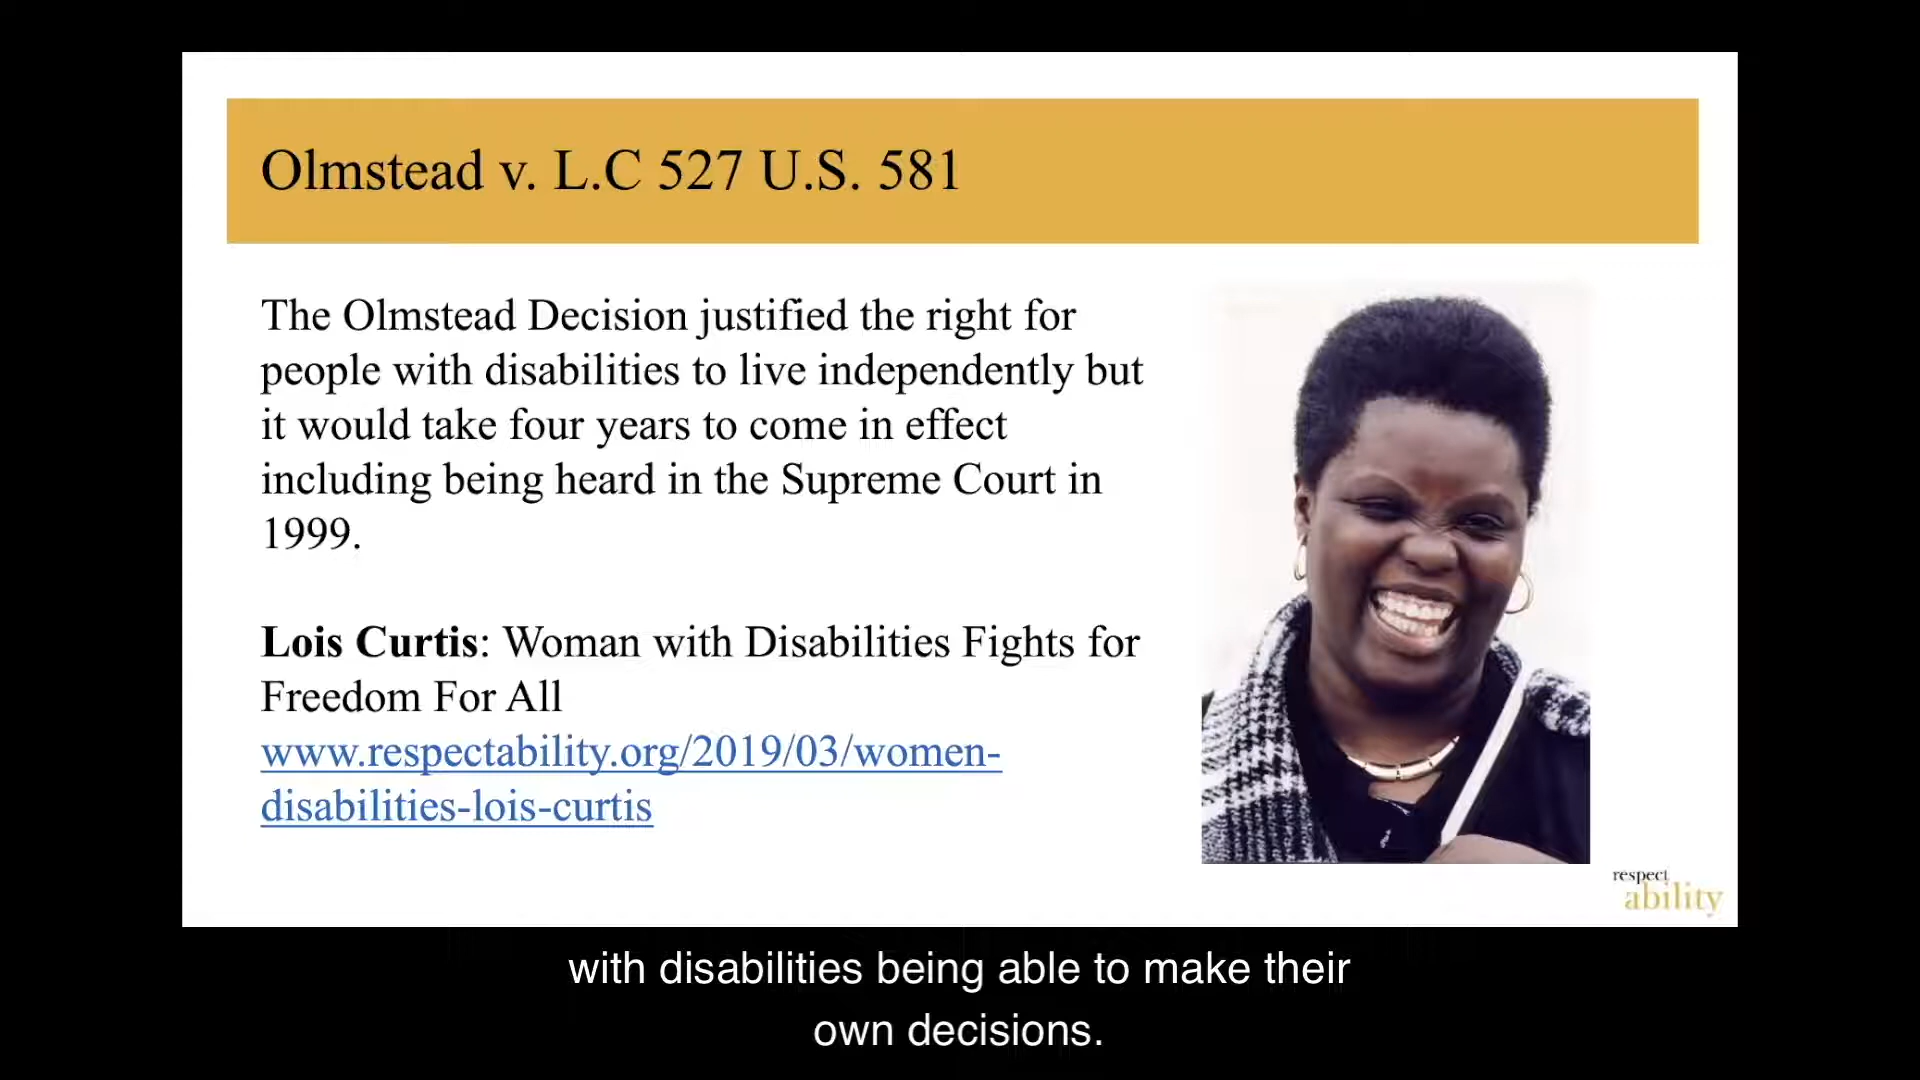 Olmstead v. L.C 527 U.S. 581
The Olmstead Decision justified the right for
people with disabilities to live independently but
it would take four years to come in effect
including being heard in the Supreme Court in
1999.
Lois Curtis: Woman with Disabilities Fights for
Freedom For All
www.respectability.org/2019/03/women-
disabilities-lois-curtis
respect
ability
with disabilities being able to make their
own decisions.